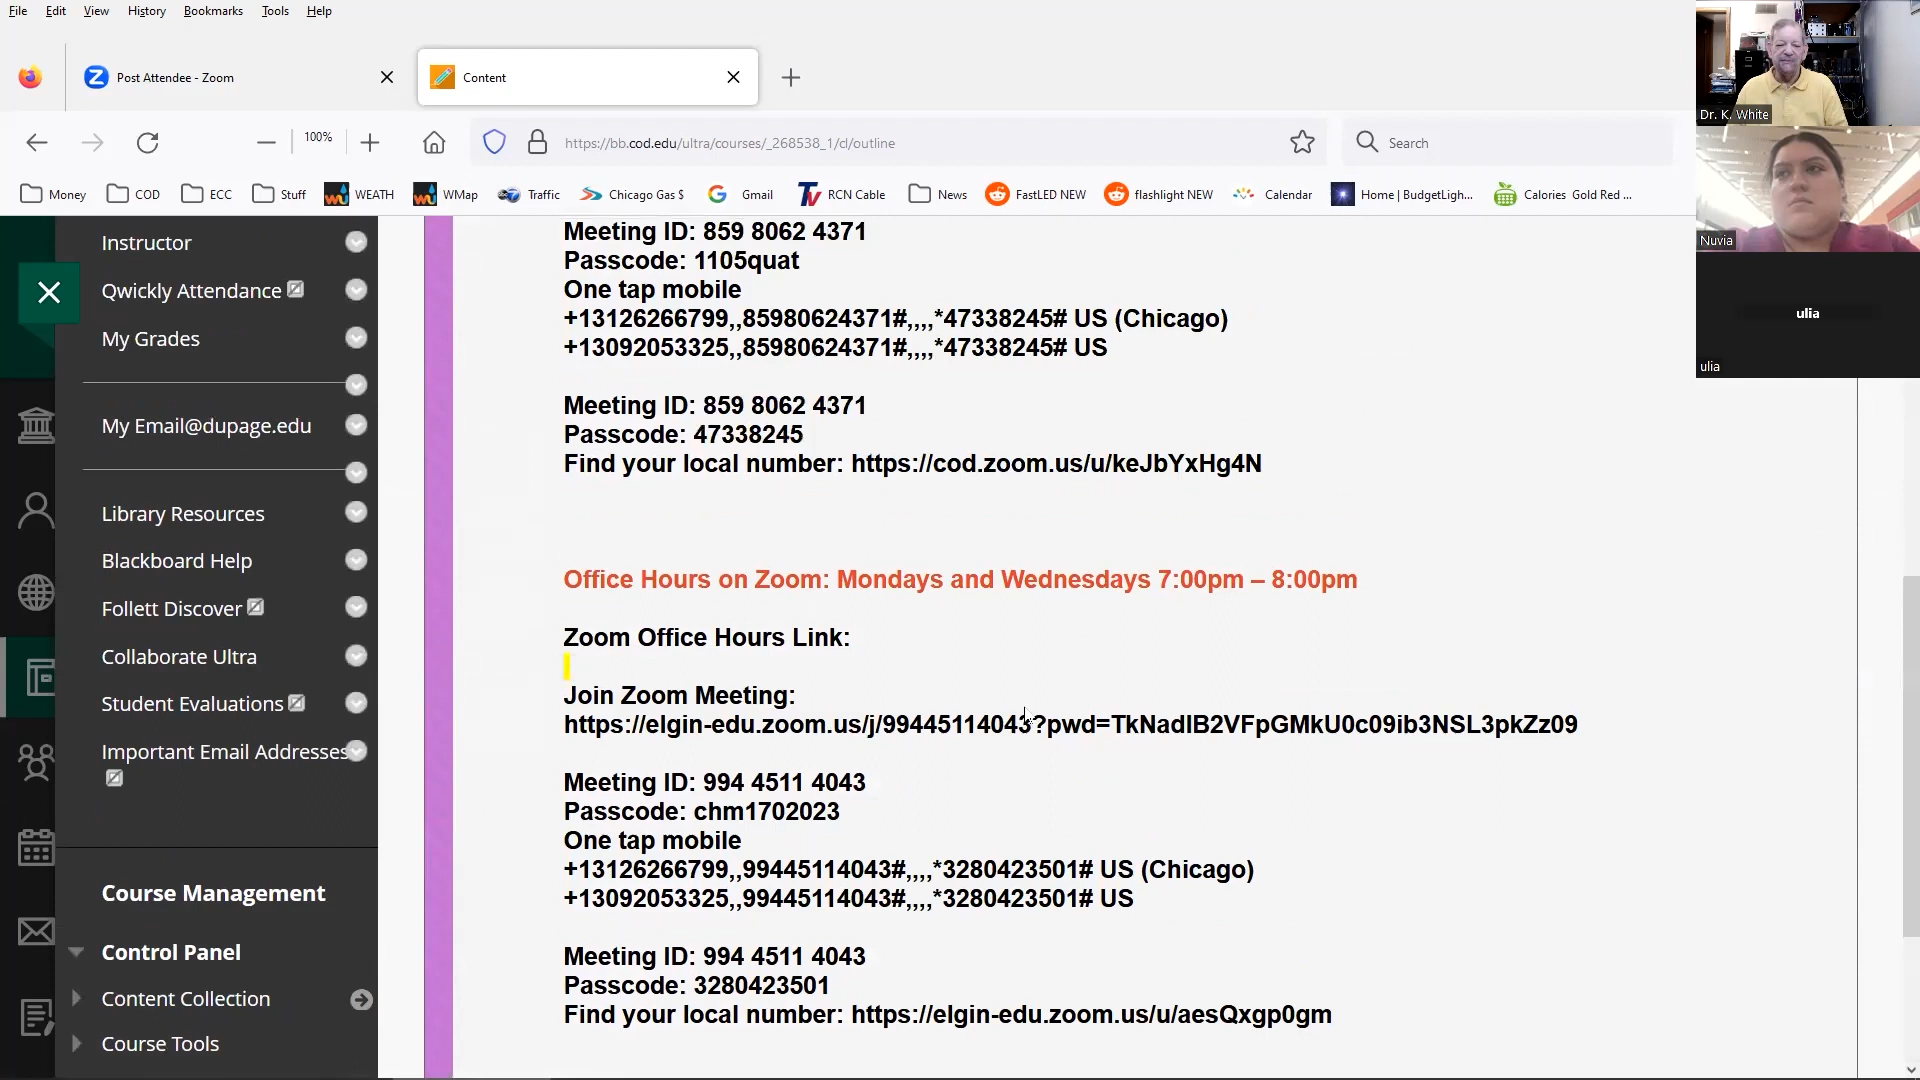 File Edit View History Bookmarks Tools Help
Post Attendee - Zoom
Content
100%
https://bb.cod.edu/ultra/courses/_268538_1/cl/outline
Search
Money COD ECC Stuff WEATH WMap Traffic Chicago Gas $ Gmail RCN Cable News FastLED NEW flashlight NEW Calendar Home | BudgetLigh... Calories Gold Red ...
Dr. K. White
Nuvia
ulia
ulia
Instructor
Qwickly Attendance
My Grades
My Email@dupage.edu
Library Resources
Blackboard Help
Follett Discover
Collaborate Ultra
Student Evaluations
Important Email Addresses
Course Management
Control Panel
Content Collection
Course Tools
Meeting ID: 859 8062 4371
Passcode: 1105quat
One tap mobile
+13126266799,,85980624371#,,,,*47338245# US (Chicago)
+13092053325,,85980624371#,,,,*47338245# US
Meeting ID: 859 8062 4371
Passcode: 47338245
Find your local number: https://cod.zoom.us/u/keJbYxHg4N
Office Hours on Zoom: Mondays and Wednesdays 7:00pm – 8:00pm
Zoom Office Hours Link:
Join Zoom Meeting:
https://elgin-edu.zoom.us/j/99445114043?pwd=TkNadlB2VFpGMkU0c09ib3NSL3pkZz09
Meeting ID: 994 4511 4043
Passcode: chm1702023
One tap mobile
+13126266799,,99445114043#,,,,*3280423501# US (Chicago)
+13092053325,,99445114043#,,,,*3280423501# US
Meeting ID: 994 4511 4043
Passcode: 3280423501
Find your local number: https://elgin-edu.zoom.us/u/aesQxgp0gm